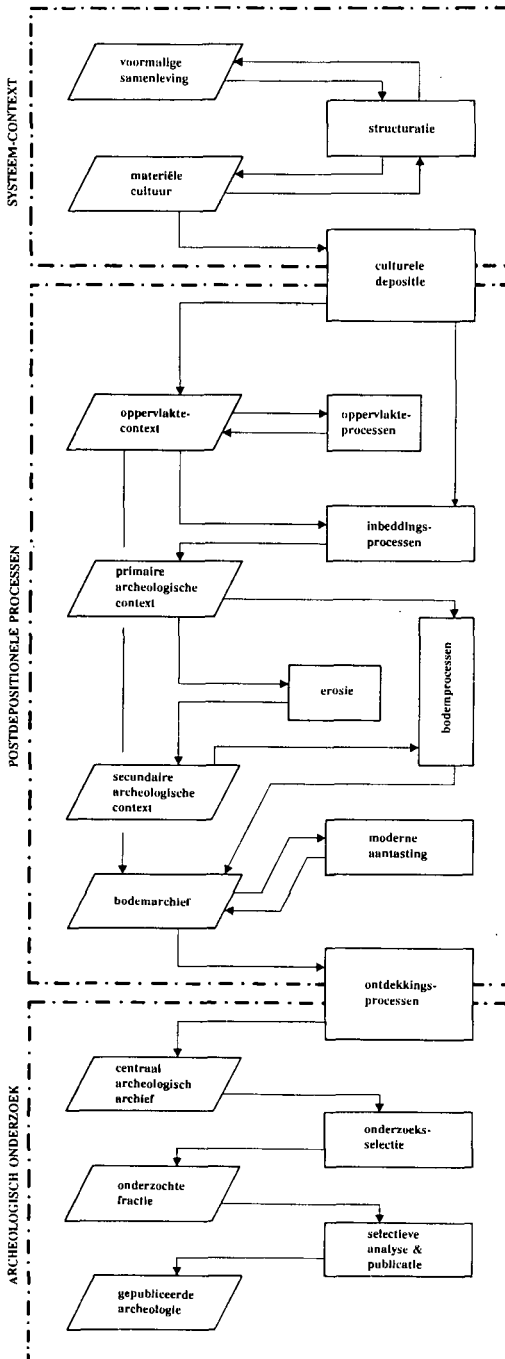 SYSTEEM-CONTEXT
voormalige
samenleving
structuratie
materiële
cultuur
culturele
depositie
POSTDEPOSITIONELE PROCESSEN
oppervlakte-
context
oppervlakte-
processen
inbeddings-
processen
primaire
archeologische
context
bodemprocessen
erosie
secundaire
archeologische
context
moderne
aantasting
bodemarchief
ontdekkings-
processen
ARCHEOLOGISCH ONDERZOEK
centraal
archeologisch
archief
onderzoeks-
selectie
onderzochte
fractie
selectieve
analyse &
publicatie
gepubliceerde
archeologie